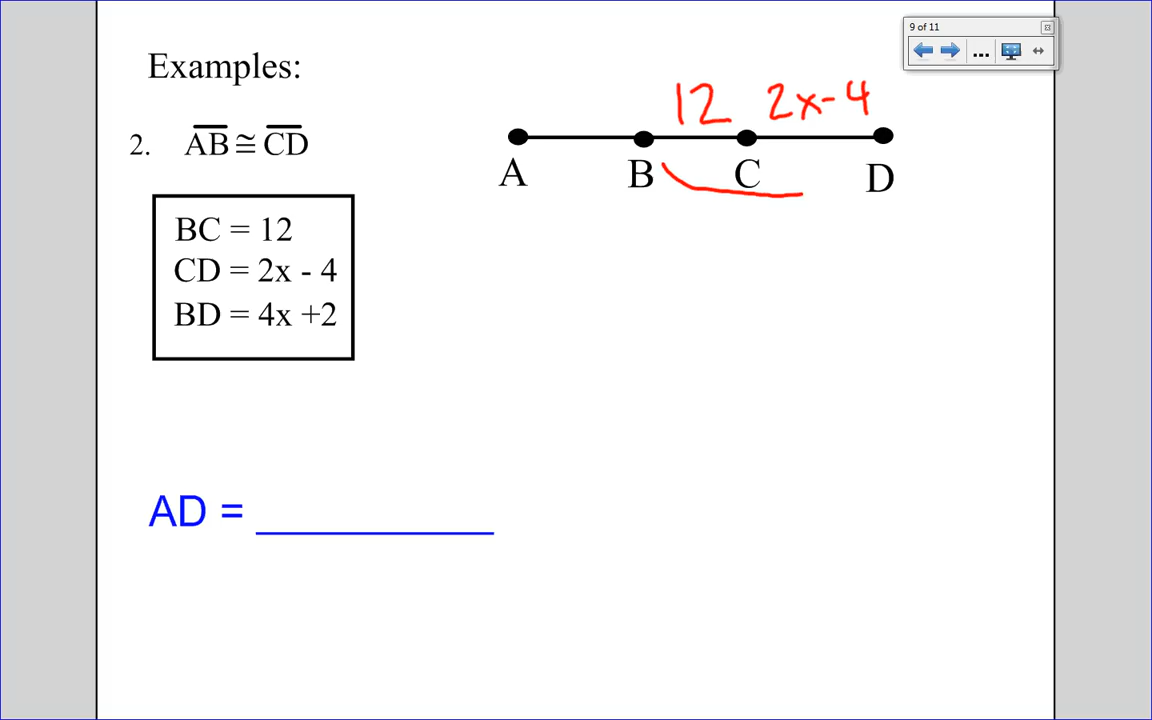 9 of 11
Examples:
12 2x-4
2. AB ≅ CD
A B C D
BC = 12
CD = 2x - 4
BD = 4x +2
AD = __________